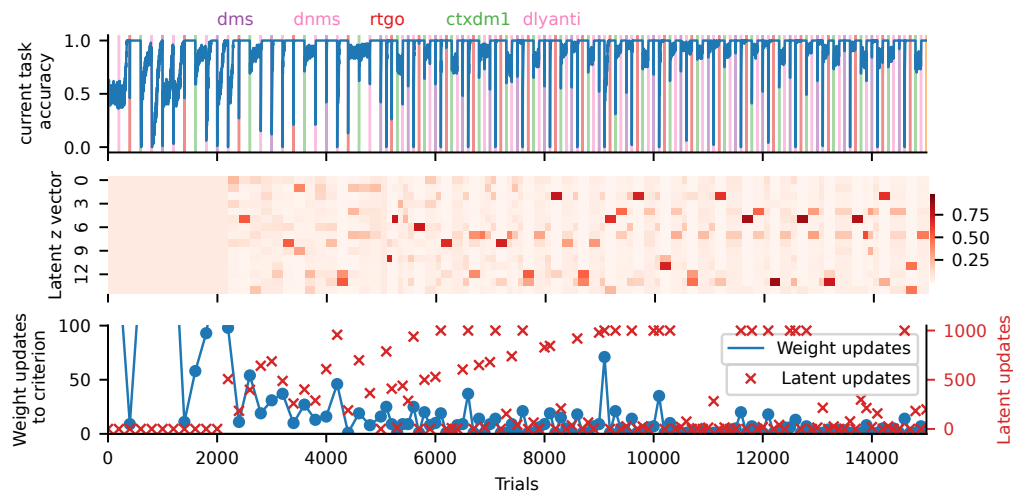 dms dnms rtgo ctxdm1 dlyanti
current task
accuracy
1.0
0.5
0.0
Latent z vector
0
3
6
9
12
0.75
0.50
0.25
Weight updates
to criterion
100
50
0
Weight updates
Latent updates
1000
500
0
Latent updates
0 2000 4000 6000 8000 10000 12000 14000
Trials